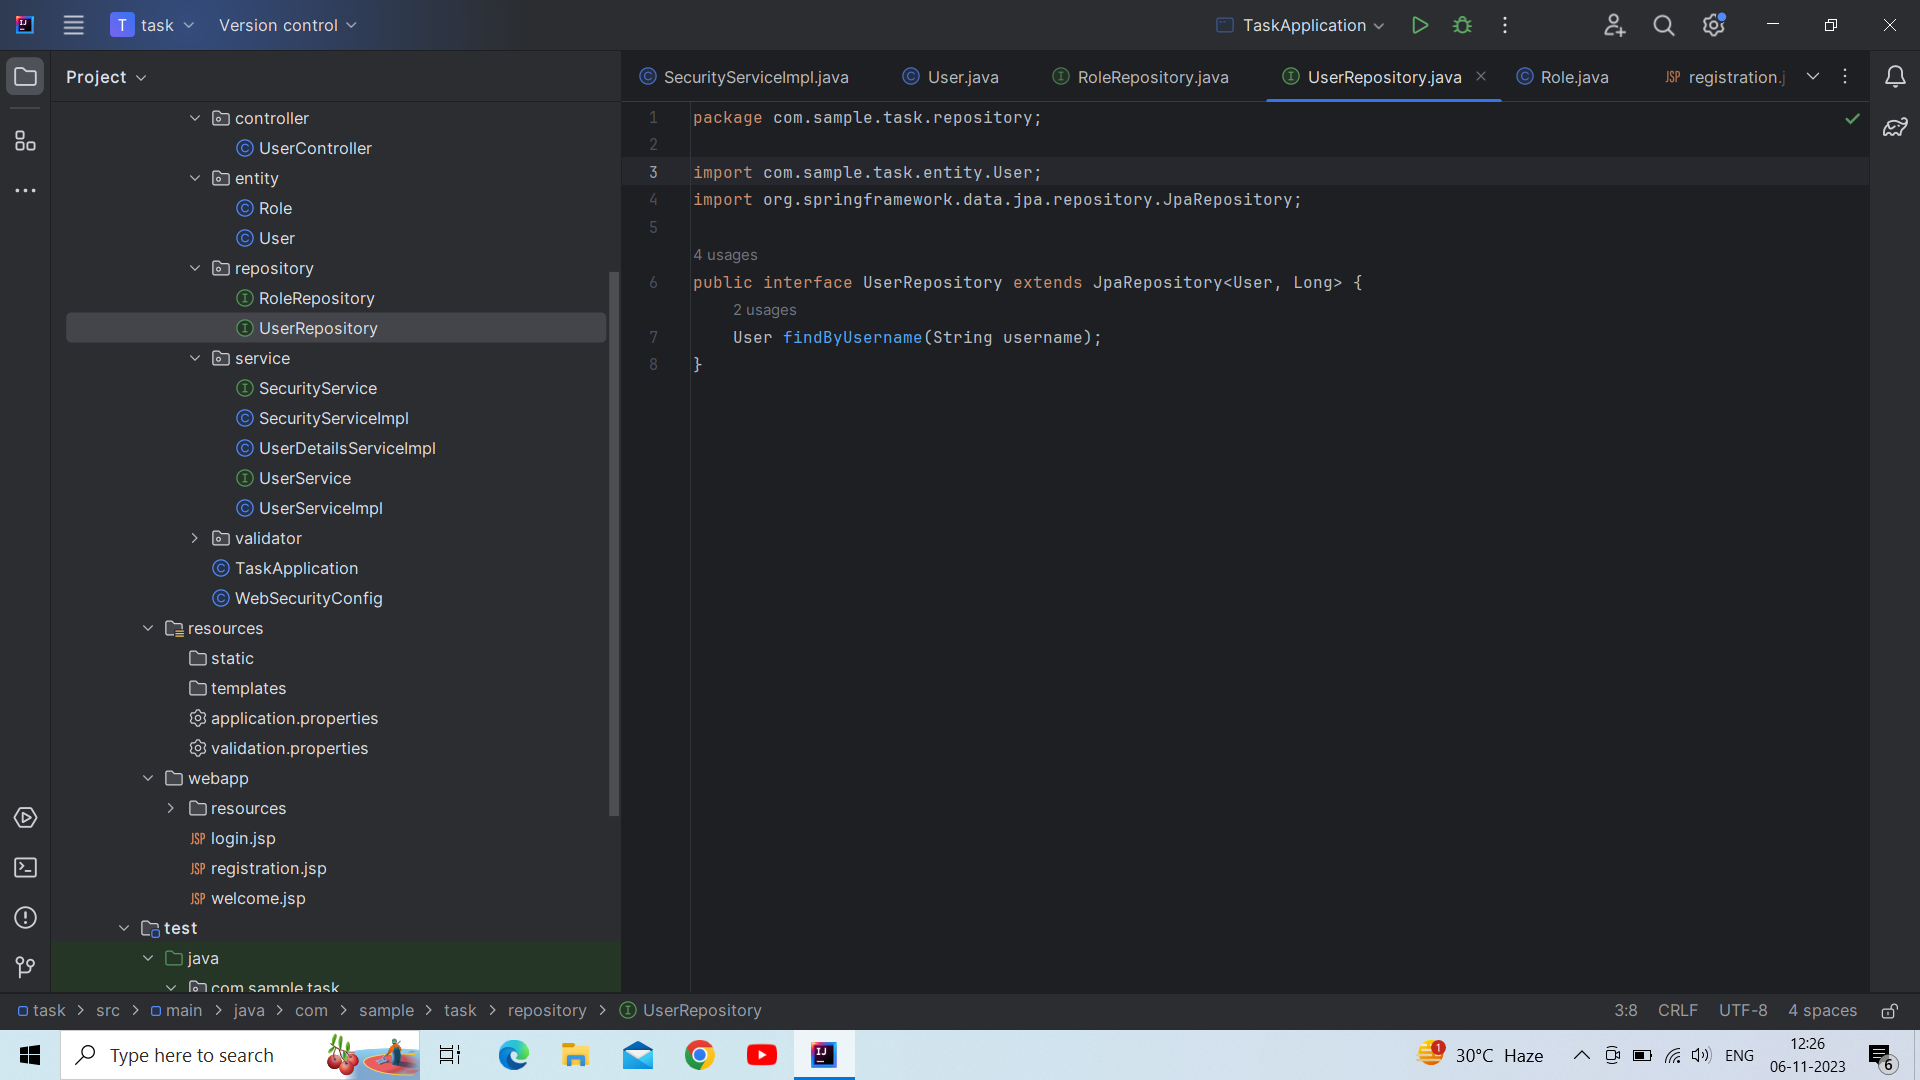 T task
Version control
TaskApplication
Project
controller
UserController
entity
Role
User
repository
RoleRepository
UserRepository
service
SecurityService
SecurityServiceImpl
UserDetailsServiceImpl
UserService
UserServiceImpl
validator
TaskApplication
WebSecurityConfig
resources
static
templates
application.properties
validation.properties
webapp
resources
JSP login.jsp
JSP registration.jsp
JSP welcome.jsp
test
java
com.sample.task
SecurityServiceImpl.java User.java RoleRepository.java UserRepository.java Role.java JSP registration.j
1 package com.sample.task.repository;
2
3 import com.sample.task.entity.User;
4 import org.springframework.data.jpa.repository.JpaRepository;
5
4 usages
6 public interface UserRepository extends JpaRepository<User, Long> {
2 usages
7 User findByUsername(String username);
8 }
task > src > main > java > com > sample > task > repository > UserRepository
3:8 CRLF UTF-8 4 spaces
Type here to search
1 30°C Haze
ENG
12:26
06-11-2023
6